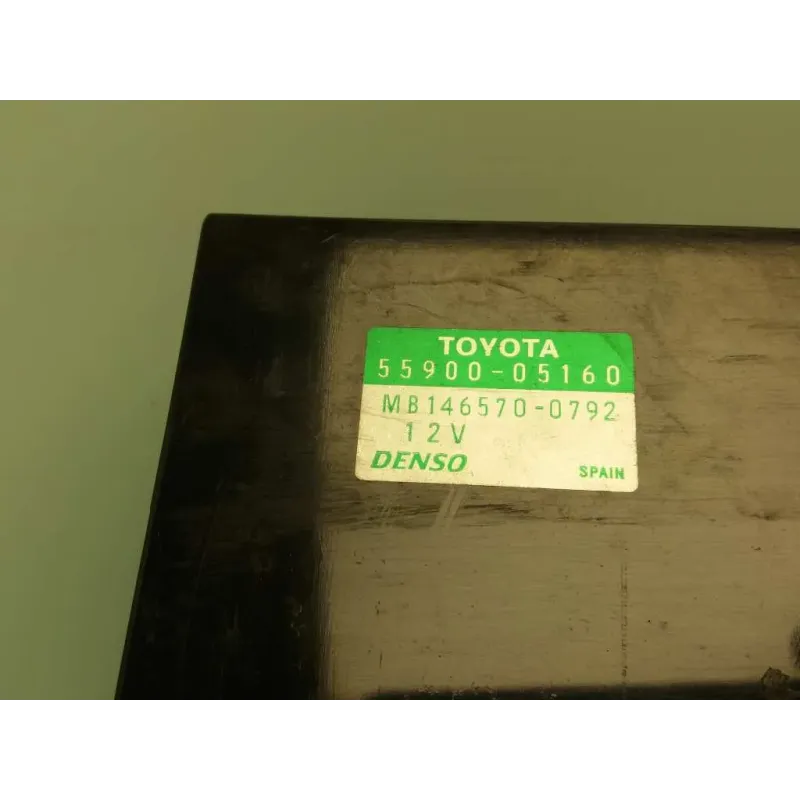 TOYOTA
55900-05160
MB146570-0792
12V
DENSO SPAIN